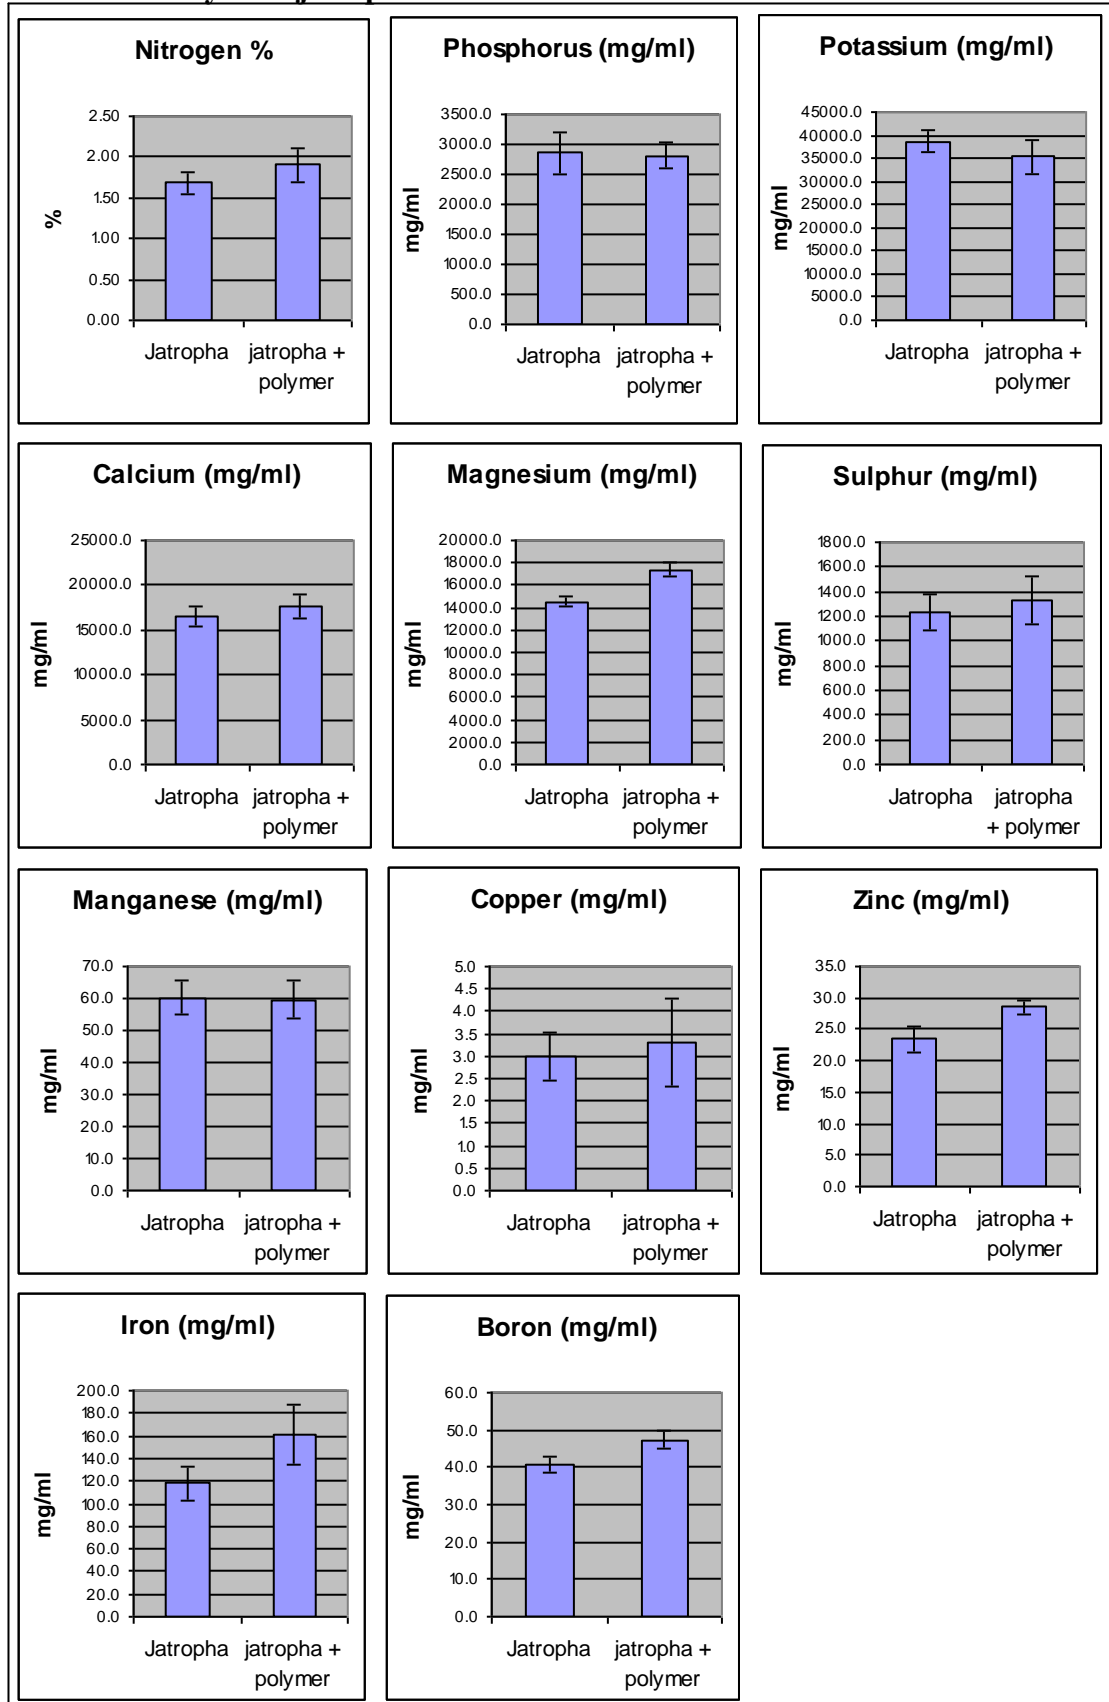 Nitrogen %
2.50
2.00
1.50
1.00
0.50
0.00
%
Jatropha
jatropha +
polymer
Phosphorus (mg/ml)
3500.0
3000.0
2500.0
2000.0
1500.0
1000.0
500.0
0.0
mg/ml
Jatropha
jatropha +
polymer
Potassium (mg/ml)
45000.0
40000.0
35000.0
30000.0
25000.0
20000.0
15000.0
10000.0
5000.0
0.0
mg/ml
Jatropha
jatropha +
polymer
Calcium (mg/ml)
25000.0
20000.0
15000.0
10000.0
5000.0
0.0
mg/ml
Jatropha
jatropha +
polymer
Magnesium (mg/ml)
20000.0
18000.0
16000.0
14000.0
12000.0
10000.0
8000.0
6000.0
4000.0
2000.0
0.0
mg/ml
Jatropha
jatropha +
polymer
Sulphur (mg/ml)
1800.0
1600.0
1400.0
1200.0
1000.0
800.0
600.0
400.0
200.0
0.0
mg/ml
Jatropha
jatropha
+ polymer
Manganese (mg/ml)
70.0
60.0
50.0
40.0
30.0
20.0
10.0
0.0
mg/ml
Jatropha
jatropha +
polymer
Copper (mg/ml)
5.0
4.5
4.0
3.5
3.0
2.5
2.0
1.5
1.0
0.5
0.0
mg/ml
Jatropha
jatropha +
polymer
Zinc (mg/ml)
35.0
30.0
25.0
20.0
15.0
10.0
5.0
0.0
mg/ml
Jatropha
jatropha +
polymer
Iron (mg/ml)
200.0
180.0
160.0
140.0
120.0
100.0
80.0
60.0
40.0
20.0
0.0
mg/ml
Jatropha
jatropha +
polymer
Boron (mg/ml)
60.0
50.0
40.0
30.0
20.0
10.0
0.0
mg/ml
Jatropha
jatropha +
polymer